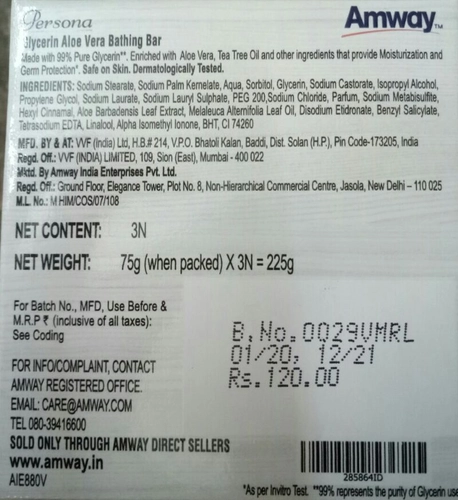 Persona
Amway™
Glycerin Aloe Vera Bathing Bar
Made with 99% Pure Glycerin**. Enriched with Aloe Vera, Tea Tree Oil and other ingredients that provide Moisturization and
Germ Protection*. Safe on Skin. Dermatologically Tested.
INGREDIENTS: Sodium Stearate, Sodium Palm Kernelate, Aqua, Sorbitol, Glycerin, Sodium Castorate, Isopropyl Alcohol,
Propylene Glycol, Sodium Laurate, Sodium Lauryl Sulphate, PEG 200,Sodium Chloride, Parfum, Sodium Metabisulfite,
Hexyl Cinnamal, Aloe Barbadensis Leaf Extract, Melaleuca Alternifolia Leaf Oil, Disodium Etidronate, Benzyl Salicylate,
Tetrasodium EDTA, Linalool, Alpha Isomethyl Ionone, BHT, CI 74260
MFD. BY & AT: VVF (India) Ltd, H.B.# 214, V.P.O. Bhatoli Kalan, Baddi, Dist. Solan (H.P.), Pin Code-173205, India
Regd. Off.: VVF (INDIA) LIMITED, 109, Sion (East), Mumbai - 400 022
Mktd. By Amway India Enterprises Pvt. Ltd.
Regd. Off.: Ground Floor, Elegance Tower, Plot No. 8, Non-Hierarchical Commercial Centre, Jasola, New Delhi – 110 025
M.L. No.: M HIM/COS/07/108
NET CONTENT: 3N
NET WEIGHT: 75g (when packed) X 3N = 225g
For Batch No., MFD, Use Before &
M.R.P ₹ (inclusive of all taxes):
See Coding
B.No.0029VMRL
01/20, 12/21
Rs.120.00
FOR INFO/COMPLAINT, CONTACT
AMWAY REGISTERED OFFICE.
EMAIL: CARE@AMWAY.COM
TEL 080-39416600
SOLD ONLY THROUGH AMWAY DIRECT SELLERS
www.amway.in
AIE880V
2858641D
*As per Invitro Test. **99% represents the purity of Glycerin use